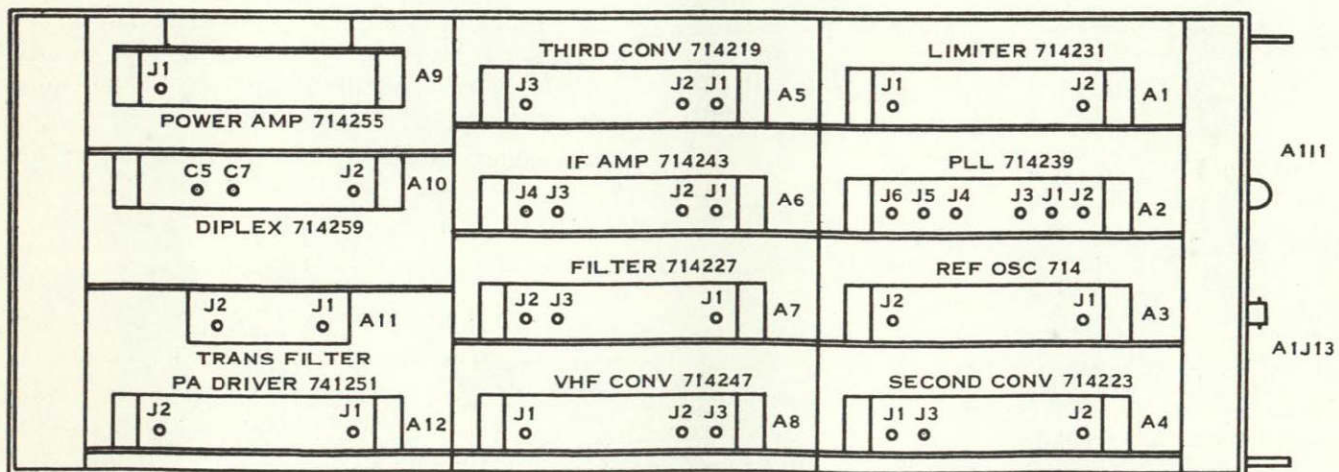 J1
A9
POWER AMP 714255
C5 C7 J2
A10
DIPLEX 714259
J2 J1
A11
TRANS FILTER
PA DRIVER 741251
J2 J1
A12
THIRD CONV 714219
J3 J2 J1
A5
IF AMP 714243
J4 J3 J2 J1
A6
FILTER 714227
J2 J3 J1
A7
VHF CONV 714247
J1 J2 J3
A8
LIMITER 714231
J1 J2
A1
PLL 714239
J6 J5 J4 J3 J1 J2
A2
REF OSC 714
J2 J1
A3
SECOND CONV 714223
J1 J3 J2
A4
A1I1
A1J13